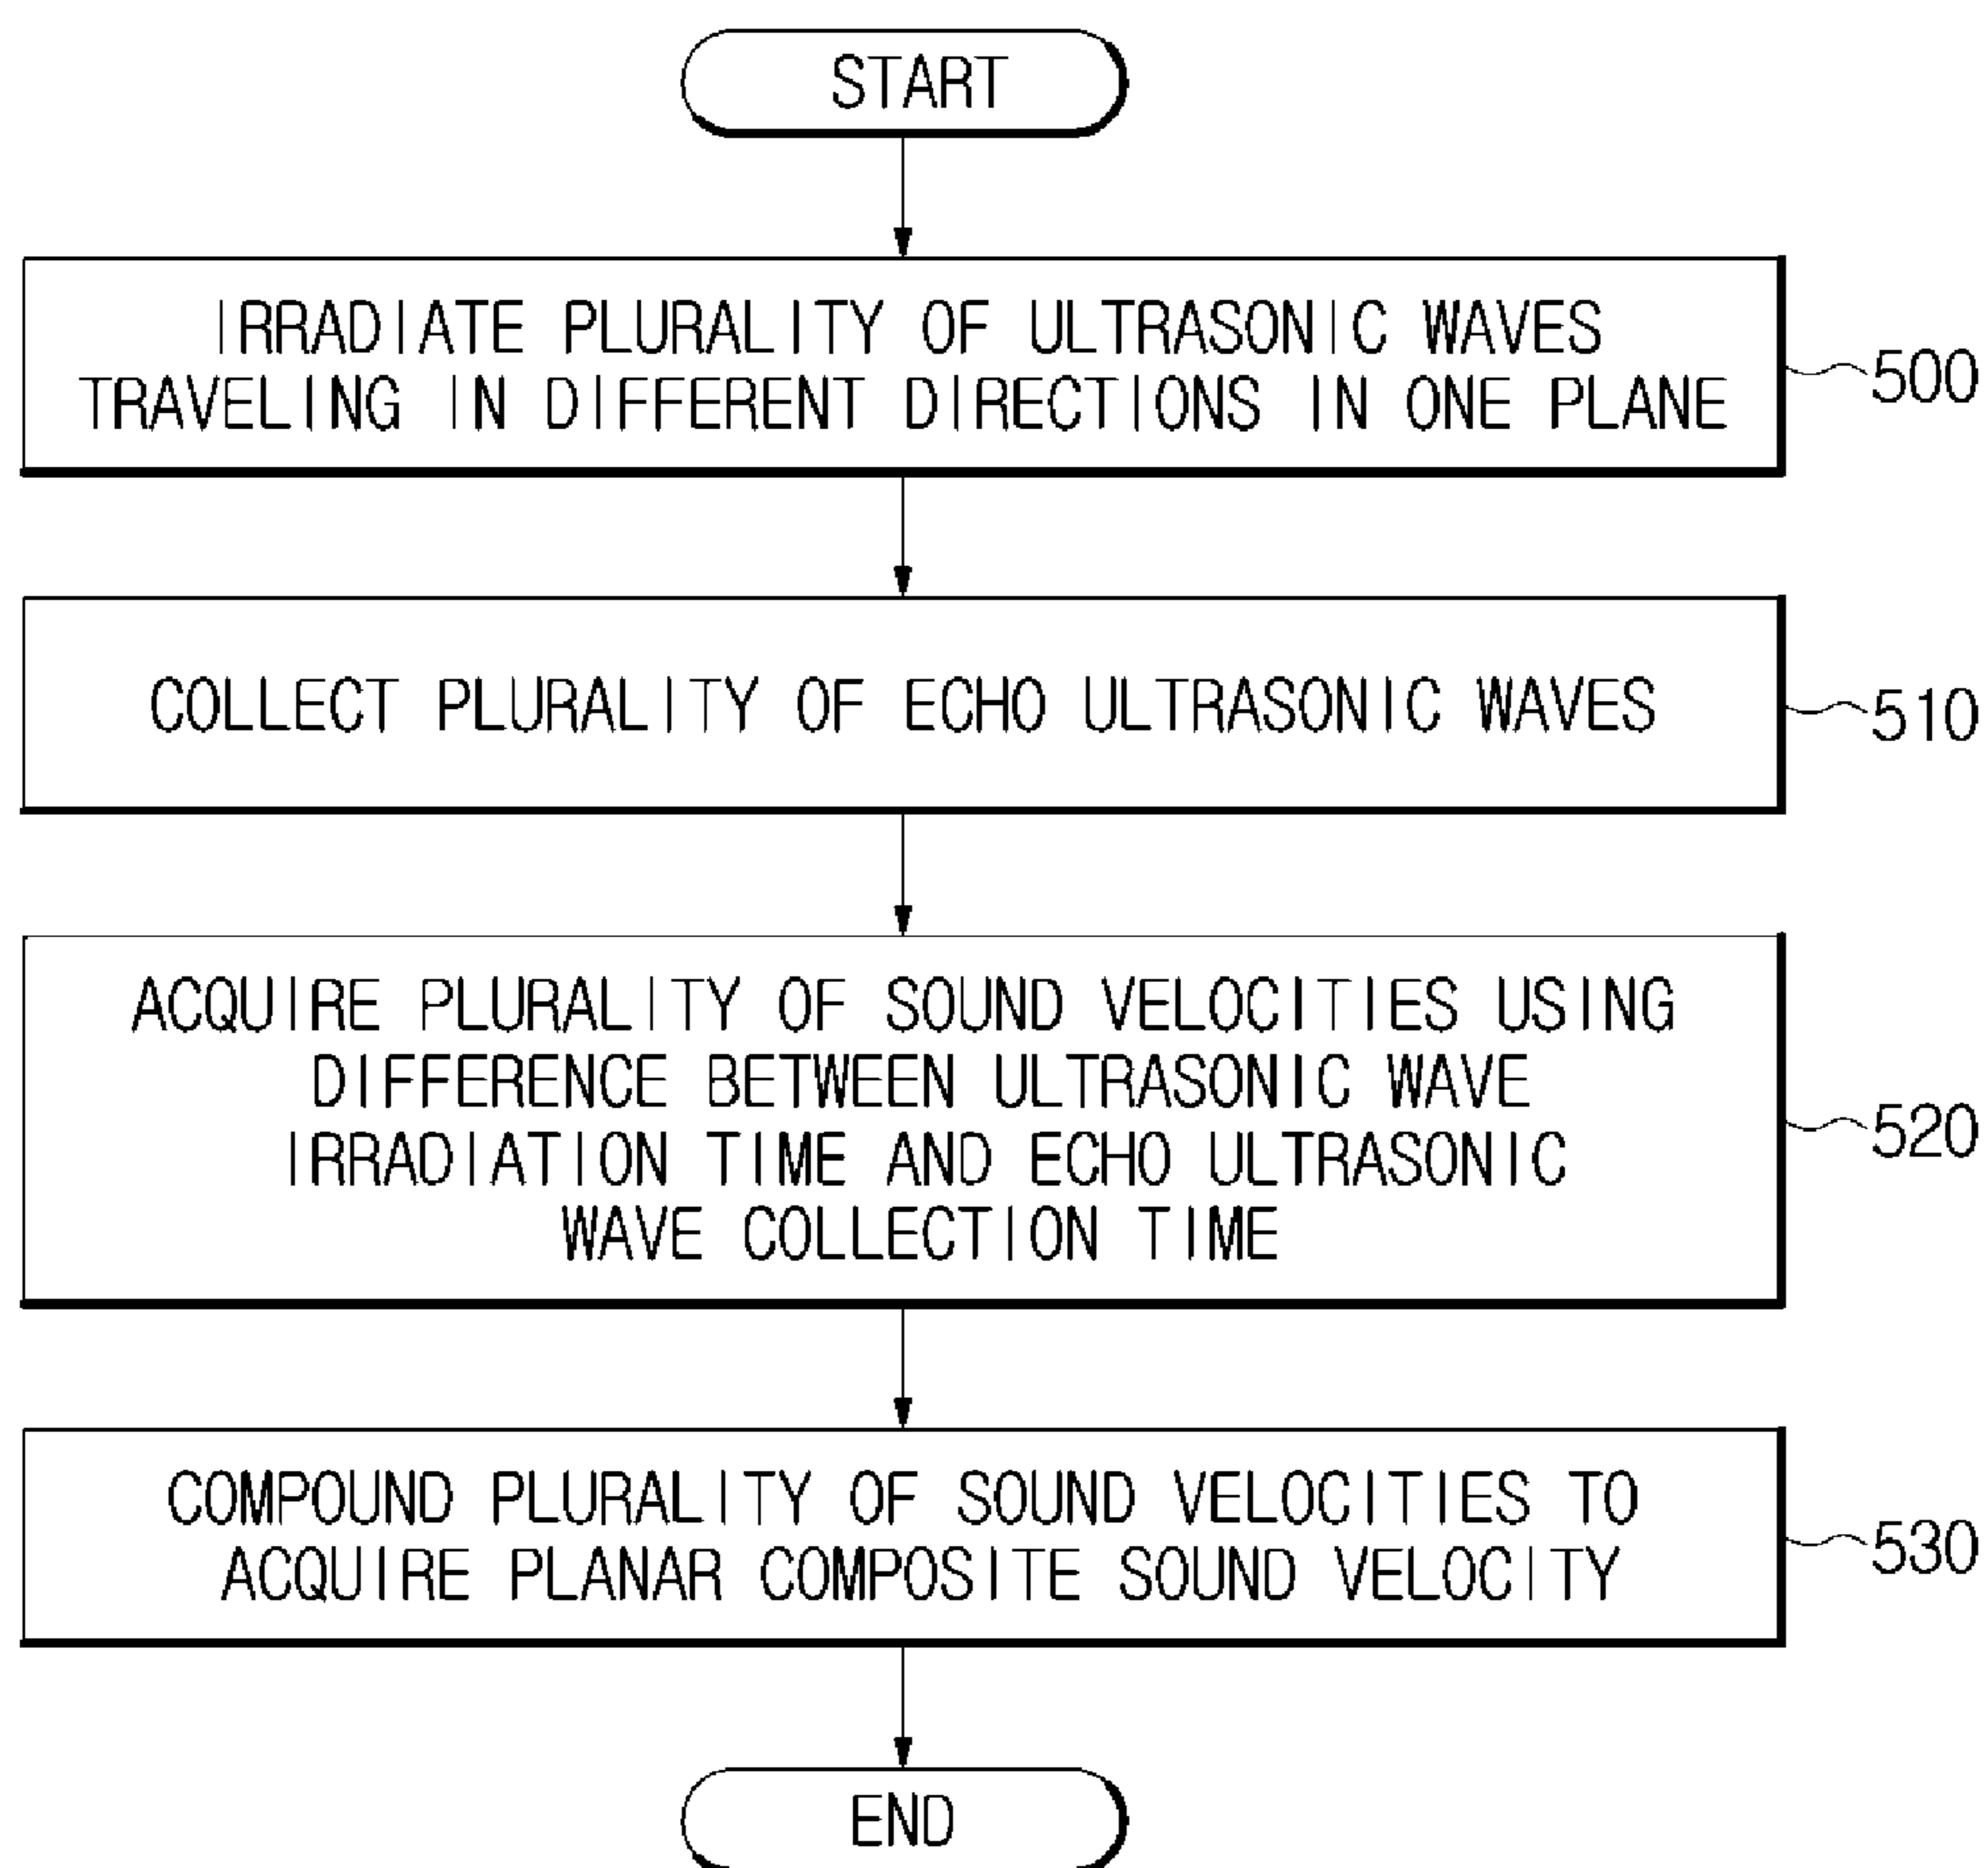 START
IRRADIATE PLURALITY OF ULTRASONIC WAVES
TRAVELING IN DIFFERENT DIRECTIONS IN ONE PLANE
500
COLLECT PLURALITY OF ECHO ULTRASONIC WAVES
510
ACQUIRE PLURALITY OF SOUND VELOCITIES USING
DIFFERENCE BETWEEN ULTRASONIC WAVE
IRRADIATION TIME AND ECHO ULTRASONIC
WAVE COLLECTION TIME
520
COMPOUND PLURALITY OF SOUND VELOCITIES TO
ACQUIRE PLANAR COMPOSITE SOUND VELOCITY
530
END